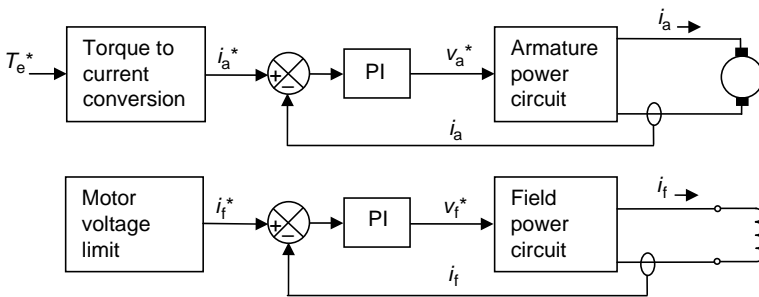 Te*
Torque to
current
conversion
ia*
+
−
PI
va*
Armature
power
circuit
ia
ia
Motor
voltage
limit
if*
+
−
PI
vf*
Field
power
circuit
if
if